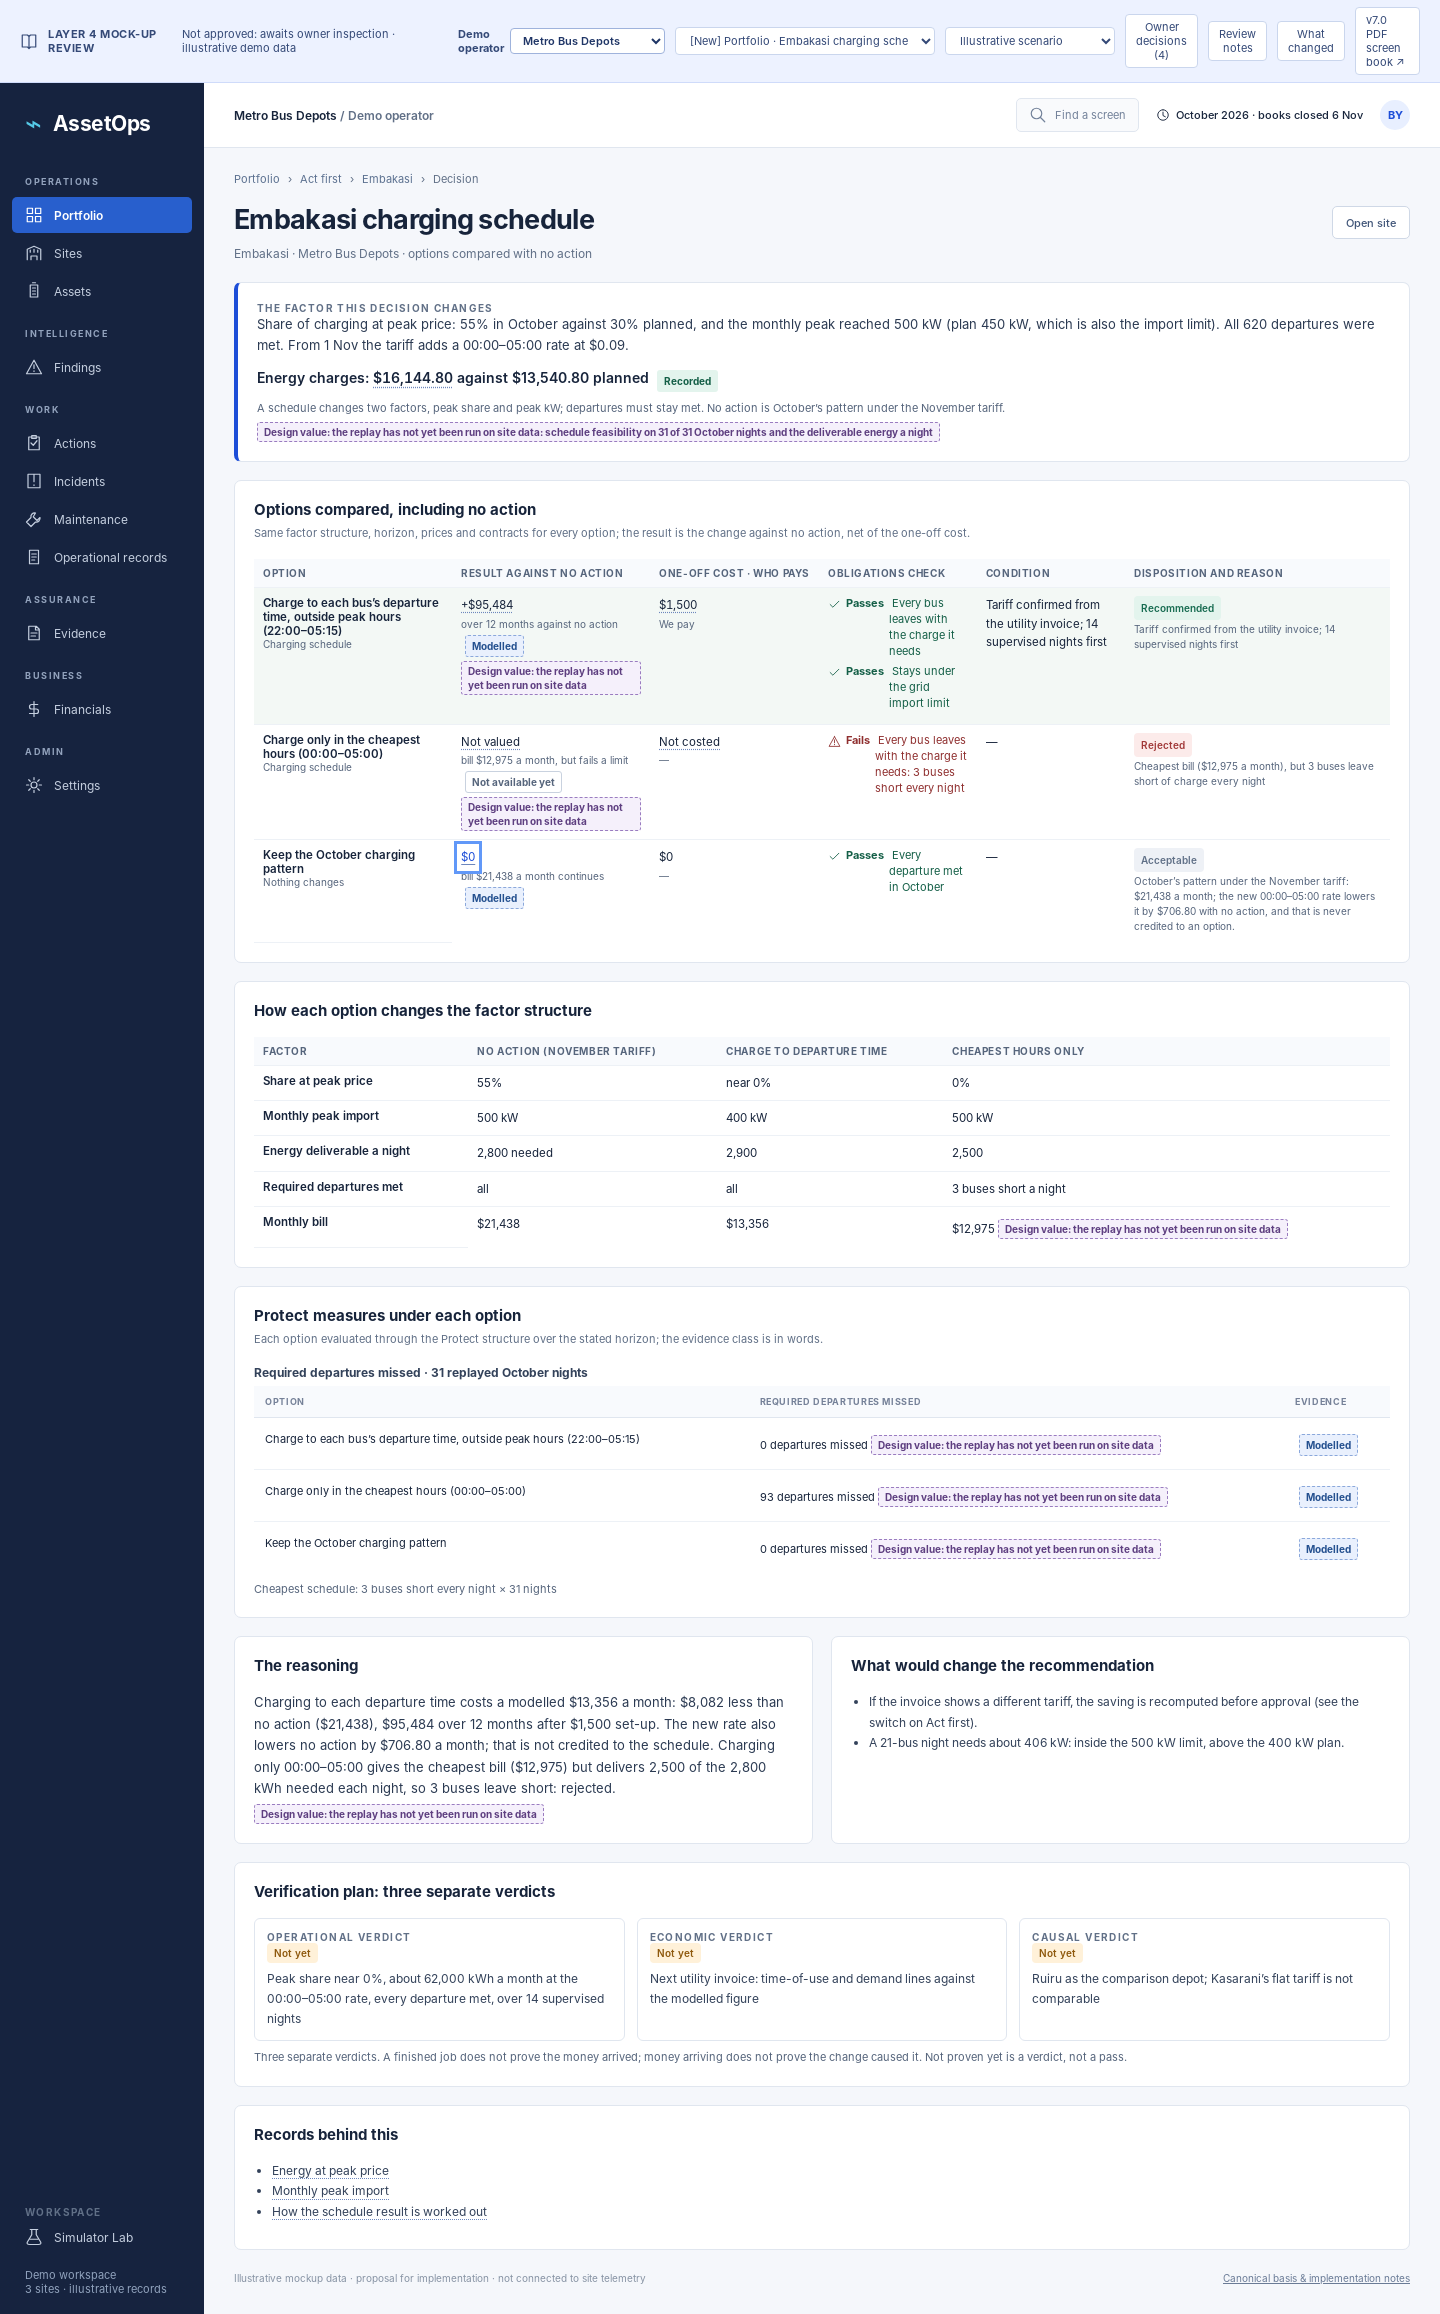 LAYER 4 MOCK-UP REVIEW
Not approved: awaits owner inspection · illustrative demo data
Demo operator
Metro Bus Depots
[New] Portfolio · Embakasi charging sche
Illustrative scenario
Owner decisions (4)
Review notes
What changed
v7.0 PDF screen book ↗
AssetOps
OPERATIONS
Portfolio
Sites
Assets
INTELLIGENCE
Findings
WORK
Actions
Incidents
Maintenance
Operational records
ASSURANCE
Evidence
BUSINESS
Financials
ADMIN
Settings
WORKSPACE
Simulator Lab
Demo workspace
3 sites · illustrative records
Metro Bus Depots / Demo operator
Find a screen
October 2026 · books closed 6 Nov
BY
Portfolio › Act first › Embakasi › Decision
Embakasi charging schedule
Open site
Embakasi · Metro Bus Depots · options compared with no action
THE FACTOR THIS DECISION CHANGES
Share of charging at peak price: 55% in October against 30% planned, and the monthly peak reached 500 kW (plan 450 kW, which is also the import limit). All 620 departures were
met. From 1 Nov the tariff adds a 00:00–05:00 rate at $0.09.
Energy charges: $16,144.80 against $13,540.80 planned Recorded
A schedule changes two factors, peak share and peak kW; departures must stay met. No action is October's pattern under the November tariff.
Design value: the replay has not yet been run on site data: schedule feasibility on 31 of 31 October nights and the deliverable energy a night
Options compared, including no action
Same factor structure, horizon, prices and contracts for every option; the result is the change against no action, net of the one-off cost.
OPTION RESULT AGAINST NO ACTION ONE-OFF COST · WHO PAYS OBLIGATIONS CHECK CONDITION DISPOSITION AND REASON
Charge to each bus's departure time, outside peak hours (22:00–05:15)
Charging schedule
+$95,484
over 12 months against no action
Modelled
Design value: the replay has not yet been run on site data
$1,500
We pay
Passes Every bus leaves with the charge it needs
Passes Stays under the grid import limit
Tariff confirmed from the utility invoice; 14 supervised nights first
Recommended
Tariff confirmed from the utility invoice; 14 supervised nights first
Charge only in the cheapest hours (00:00–05:00)
Charging schedule
Not valued
bill $12,975 a month, but fails a limit
Not available yet
Design value: the replay has not yet been run on site data
Not costed
—
Fails Every bus leaves with the charge it needs: 3 buses short every night
—
Rejected
Cheapest bill ($12,975 a month), but 3 buses leave short of charge every night
Keep the October charging pattern
Nothing changes
$0
bill $21,438 a month continues
Modelled
$0
—
Passes Every departure met in October
—
Acceptable
October's pattern under the November tariff: $21,438 a month; the new 00:00–05:00 rate lowers it by $706.80 with no action, and that is never credited to an option.
How each option changes the factor structure
FACTOR NO ACTION (NOVEMBER TARIFF) CHARGE TO DEPARTURE TIME CHEAPEST HOURS ONLY
Share at peak price 55% near 0% 0%
Monthly peak import 500 kW 400 kW 500 kW
Energy deliverable a night 2,800 needed 2,900 2,500
Required departures met all all 3 buses short a night
Monthly bill $21,438 $13,356 $12,975 Design value: the replay has not yet been run on site data
Protect measures under each option
Each option evaluated through the Protect structure over the stated horizon; the evidence class is in words.
Required departures missed · 31 replayed October nights
OPTION REQUIRED DEPARTURES MISSED EVIDENCE
Charge to each bus's departure time, outside peak hours (22:00–05:15) 0 departures missed Design value: the replay has not yet been run on site data Modelled
Charge only in the cheapest hours (00:00–05:00) 93 departures missed Design value: the replay has not yet been run on site data Modelled
Keep the October charging pattern 0 departures missed Design value: the replay has not yet been run on site data Modelled
Cheapest schedule: 3 buses short every night × 31 nights
The reasoning
Charging to each departure time costs a modelled $13,356 a month: $8,082 less than
no action ($21,438), $95,484 over 12 months after $1,500 set-up. The new rate also
lowers no action by $706.80 a month; that is not credited to the schedule. Charging
only 00:00–05:00 gives the cheapest bill ($12,975) but delivers 2,500 of the 2,800
kWh needed each night, so 3 buses leave short: rejected.
Design value: the replay has not yet been run on site data
What would change the recommendation
• If the invoice shows a different tariff, the saving is recomputed before approval (see the
switch on Act first).
• A 21-bus night needs about 406 kW: inside the 500 kW limit, above the 400 kW plan.
Verification plan: three separate verdicts
OPERATIONAL VERDICT
Not yet
Peak share near 0%, about 62,000 kWh a month at the
00:00–05:00 rate, every departure met, over 14 supervised
nights
ECONOMIC VERDICT
Not yet
Next utility invoice: time-of-use and demand lines against
the modelled figure
CAUSAL VERDICT
Not yet
Ruiru as the comparison depot; Kasarani's flat tariff is not
comparable
Three separate verdicts. A finished job does not prove the money arrived; money arriving does not prove the change caused it. Not proven yet is a verdict, not a pass.
Records behind this
• Energy at peak price
• Monthly peak import
• How the schedule result is worked out
Illustrative mockup data · proposal for implementation · not connected to site telemetry
Canonical basis & implementation notes